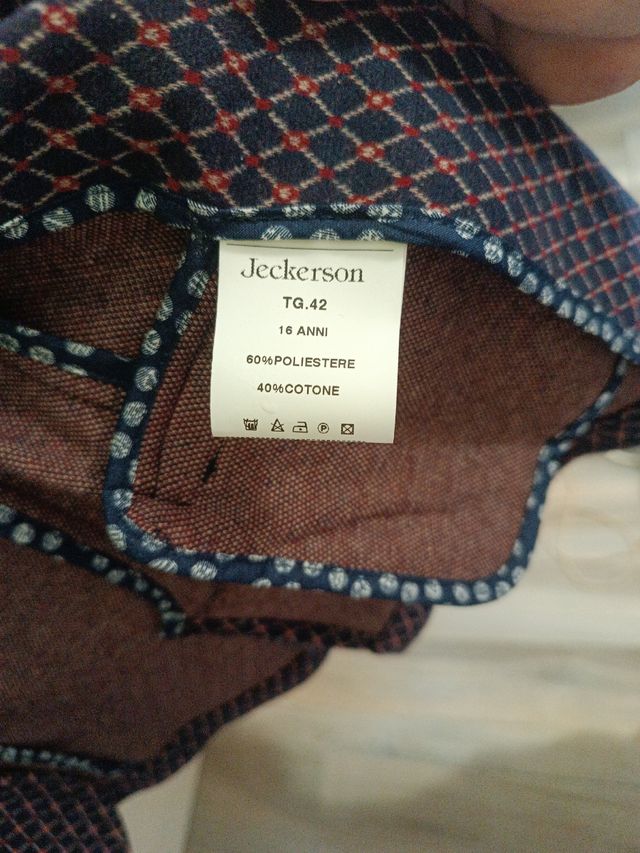 Jeckerson
TG.42
16 ANNI
60%POLIESTERE
40%COTONE